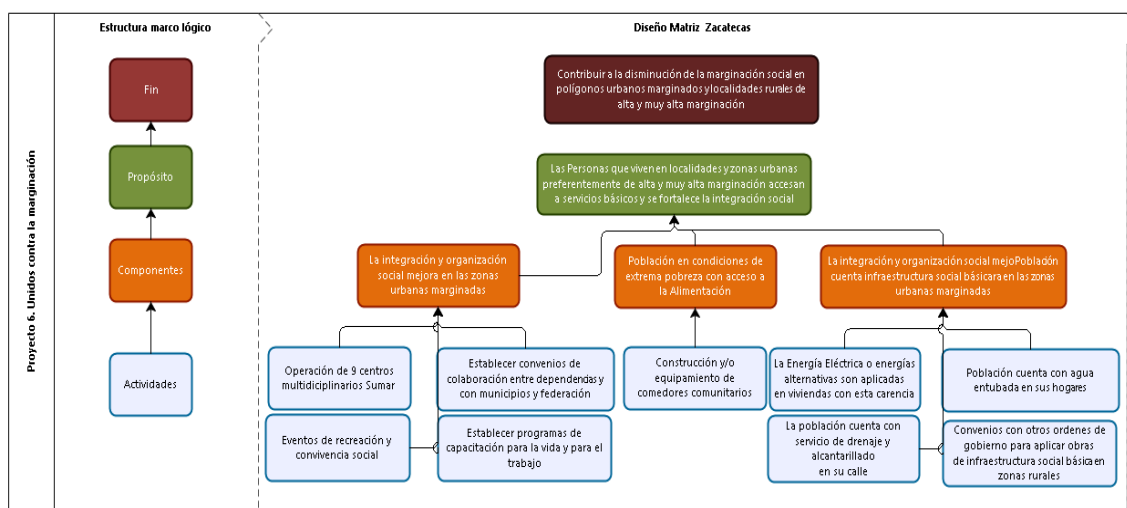 Estructura marco lógico
Diseño Matriz Zacatecas
Proyecto 6. Unidos contra la marginación
Fin
Propósito
Componentes
Actividades
Contribuir a la disminución de la marginación social en
polígonos urbanos marginados y localidades rurales de
alta y muy alta marginación
Las Personas que viven en localidades y zonas urbanas
preferentemente de alta y muy alta marginación accesan
a servicios básicos y se fortalece la integración social
La integración y organización
social mejora en las zonas
urbanas marginadas
Población en condiciones de
extrema pobreza con acceso a
la Alimentación
La integración y organización social mejoPobladón
cuenta infraestructura social básicara en las zonas
urbanas marginadas
Operación de 9 centros
multidiciplinarios Sumar
Establecer convenios de
colaboración entre dependendas y
con municipios y federación
Construcción y/o
equipamiento de
comedores comunitarios
La Energía Eléctrica o energías
alternativas son aplicadas
en viviendas con esta carencia
Población cuenta con agua
entubada en sus hogares
Eventos de recreación y
convivencia social
Establecer programas de
capacitación para la vida y para el
trabajo
La población cuenta con
servicio de drenaje y
alcantarillado
en su calle
Convenios con otros ordenes de
gobierno para aplicar obras
de infraestructura social básica en
zonas rurales